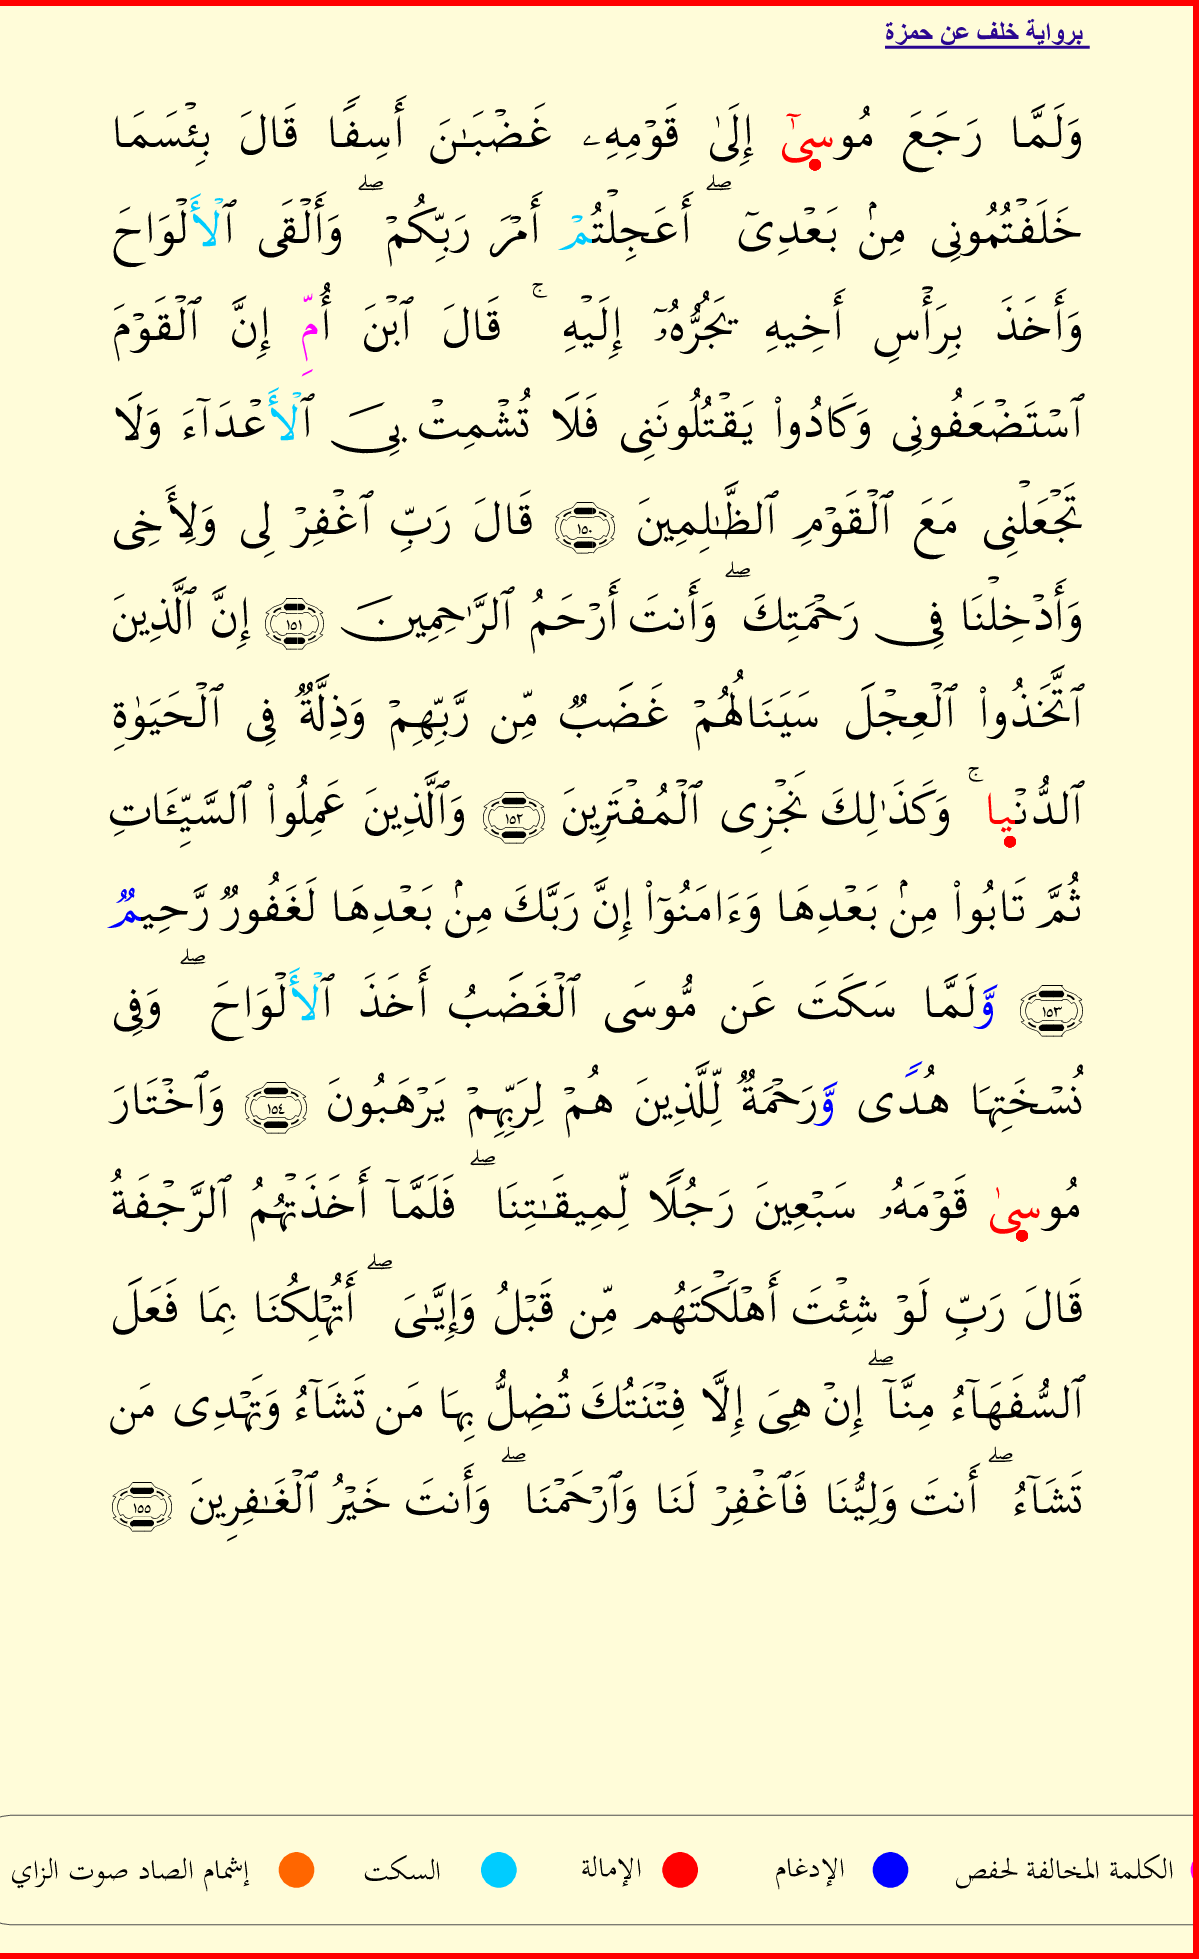 برواية خلف عن حمزة
وَلَمَّا رَجَعَ مُوسىٰٓ إِلَىٰ قَوْمِهِۦ غَضْبَـٰنَ أَسِفًا قَالَ بِئْسَمَا
خَلَفْتُمُونِى مِنۢ بَعْدِىٓ ۖ أَعَجِلْتُمْ أَمْرَ رَبِّكُمْ ۖ وَأَلْقَى ٱلْأَلْوَاحَ
وَأَخَذَ بِرَأْسِ أَخِيهِ يَجُرُّهُۥٓ إِلَيْهِ ۚ قَالَ ٱبْنَ أُمِّ إِنَّ ٱلْقَوْمَ
ٱسْتَضْعَفُونِى وَكَادُوا۟ يَقْتُلُونَنِى فَلَا تُشْمِتْ بِىَ ٱلْأَعْدَآءَ وَلَا
تَجْعَلْنِى مَعَ ٱلْقَوْمِ ٱلظَّـٰلِمِينَ ١٥٠ قَالَ رَبِّ ٱغْفِرْ لِى وَلِأَخِى
وَأَدْخِلْنَا فِى رَحْمَتِكَ ۖ وَأَنتَ أَرْحَمُ ٱلرَّٰحِمِينَ ١٥١ إِنَّ ٱلَّذِينَ
ٱتَّخَذُوا۟ ٱلْعِجْلَ سَيَنَالُهُمْ غَضَبٌ مِّن رَّبِّهِمْ وَذِلَّةٌ فِى ٱلْحَيَوٰةِ
ٱلدُّنْيا ۚ وَكَذَٰلِكَ نَجْزِى ٱلْمُفْتَرِينَ ١٥٢ وَٱلَّذِينَ عَمِلُوا۟ ٱلسَّيِّـَٔاتِ
ثُمَّ تَابُوا۟ مِنۢ بَعْدِهَا وَءَامَنُوٓا۟ إِنَّ رَبَّكَ مِنۢ بَعْدِهَا لَغَفُورٌ رَّحِيمٌ
١٥٣ وَّلَمَّا سَكَتَ عَن مُّوسَى ٱلْغَضَبُ أَخَذَ ٱلْأَلْوَاحَ ۖ وَفِى
نُسْخَتِهَا هُدًى وَّرَحْمَةٌ لِّلَّذِينَ هُمْ لِرَبِّهِمْ يَرْهَبُونَ ١٥٤ وَٱخْتَارَ
مُوسىٰ قَوْمَهُۥ سَبْعِينَ رَجُلًا لِّمِيقَـٰتِنَا ۖ فَلَمَّآ أَخَذَتْهُمُ ٱلرَّجْفَةُ
قَالَ رَبِّ لَوْ شِئْتَ أَهْلَكْتَهُم مِّن قَبْلُ وَإِيَّـٰىَ ۖ أَتُهْلِكُنَا بِمَا فَعَلَ
ٱلسُّفَهَآءُ مِنَّآ ۖ إِنْ هِىَ إِلَّا فِتْنَتُكَ تُضِلُّ بِهَا مَن تَشَآءُ وَتَهْدِى مَن
تَشَآءُ ۖ أَنتَ وَلِيُّنَا فَٱغْفِرْ لَنَا وَٱرْحَمْنَا ۖ وَأَنتَ خَيْرُ ٱلْغَـٰفِرِينَ ١٥٥
الكلمة المخالفة لحفص الإدغام الإمالة السكت إشمام الصاد صوت الزاي